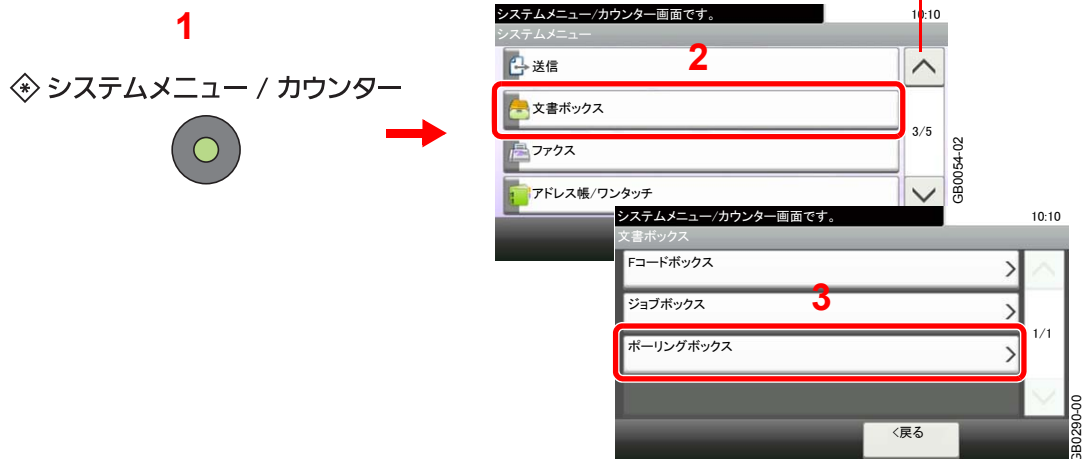 1
システムメニュー / カウンター
システムメニュー/カウンター画面です。
10:10
システムメニュー
送信
2
文書ボックス
3/5
ファクス
アドレス帳/ワンタッチ
GB0054-02
システムメニュー/カウンター画面です。
10:10
文書ボックス
Fコードボックス
ジョブボックス
3
ポーリングボックス
1/1
<戻る
GB0290-00